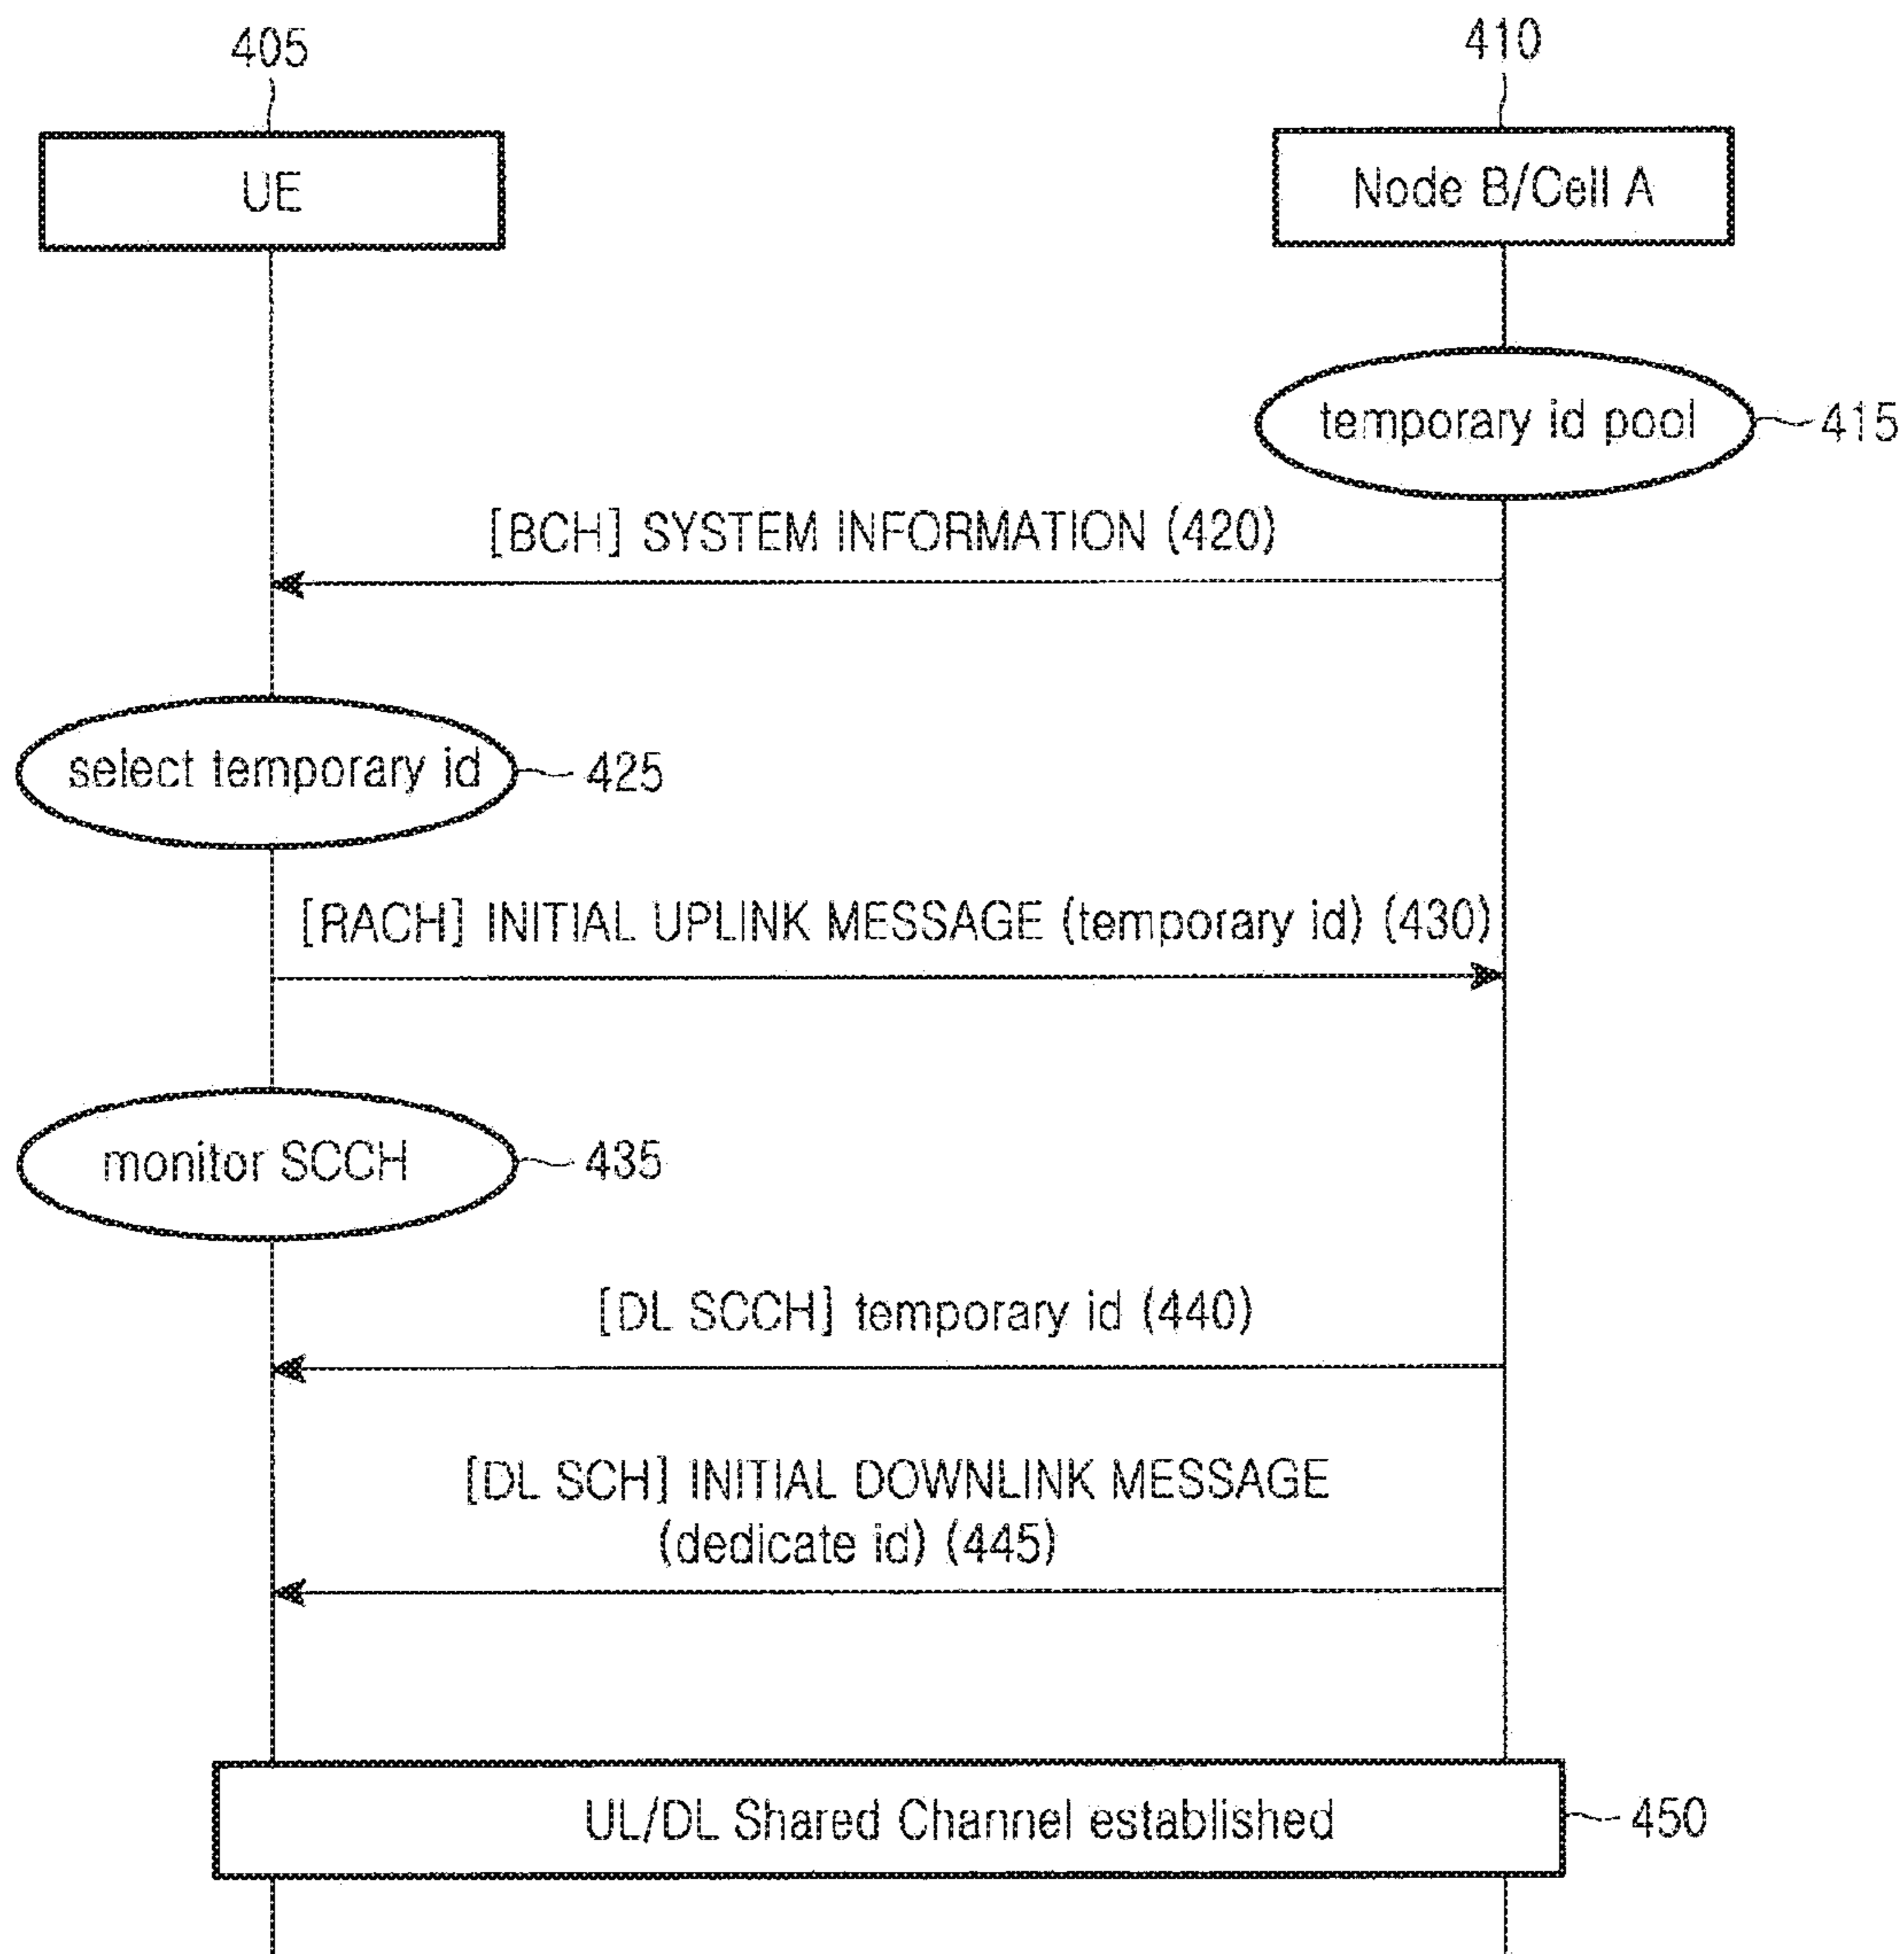 405
410
UE
Node B/Cell A
temporary id pool
415
[BCH] SYSTEM INFORMATION (420)
select temporary id
425
[RACH] INITIAL UPLINK MESSAGE (temporary id) (430)
monitor SCCH
435
[DL SCCH] temporary id (440)
[DL SCH] INITIAL DOWNLINK MESSAGE
(dedicate id) (445)
UL/DL Shared Channel established
450